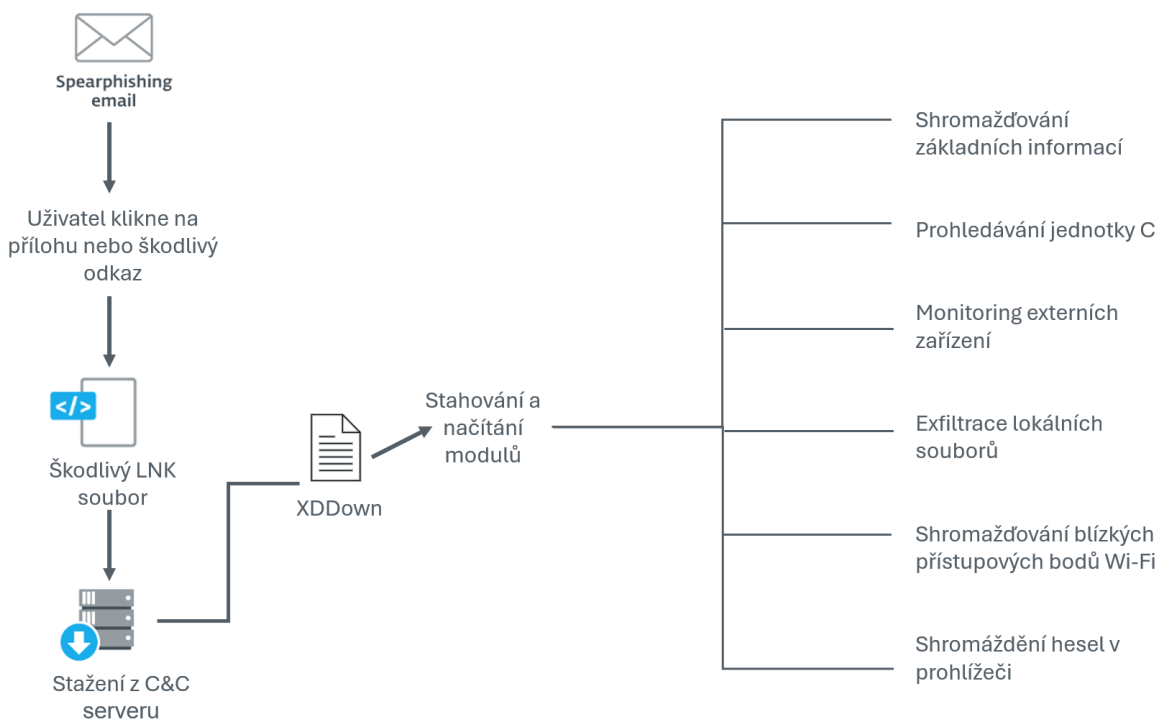 Spearphishing
email
Uživatel klikne na
přílohu nebo škodlivý
odkaz
</>
Škodlivý LNK
soubor
Stažení z C&C
serveru
XDDown
Stahování a
načítání
modulů
Shromažďování
základních informací
Prohledávání jednotky C
Monitoring externích
zařízení
Exfiltrace lokálních
souborů
Shromažďování blízkých
přístupových bodů Wi-Fi
Shromáždění hesel v
prohlížeči